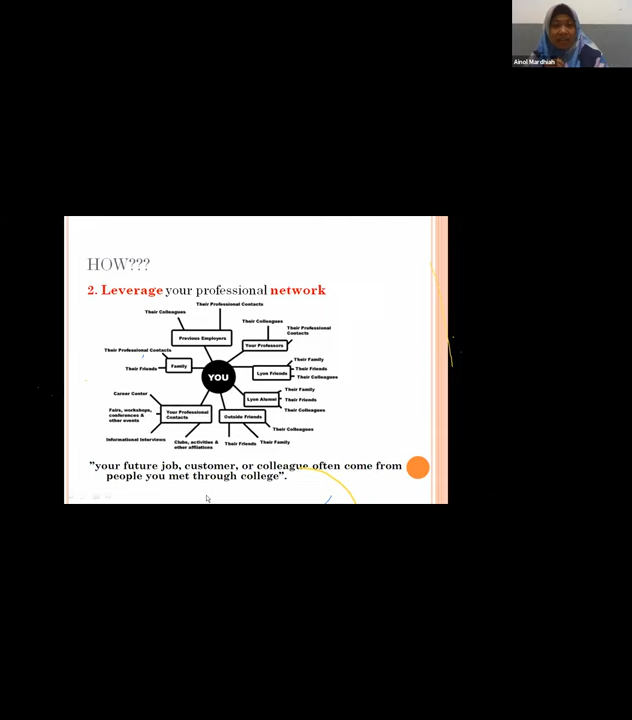 Ainol Mardhiah
HOW???
2. Leverage your professional network
Their Professional Contacts
Their Colleagues
Their Colleagues
Their Professional
Contacts
Previous Employers
Your Professors
Their Professional Contacts
Their Family
Family
Their Friends
Their Friends
YOU
Lyon Friends
Their Colleagues
Their Family
Career Center
Lyon Alumni
Their Friends
Fairs, workshops,
conferences &
other events
Your Professional
Contacts
Their Colleagues
Outside Friends
Their Colleagues
Informational Interviews
Clubs, activities &
other affiliations
Their Friends
Their Family
"your future job, customer, or colleague often come from
people you met through college".